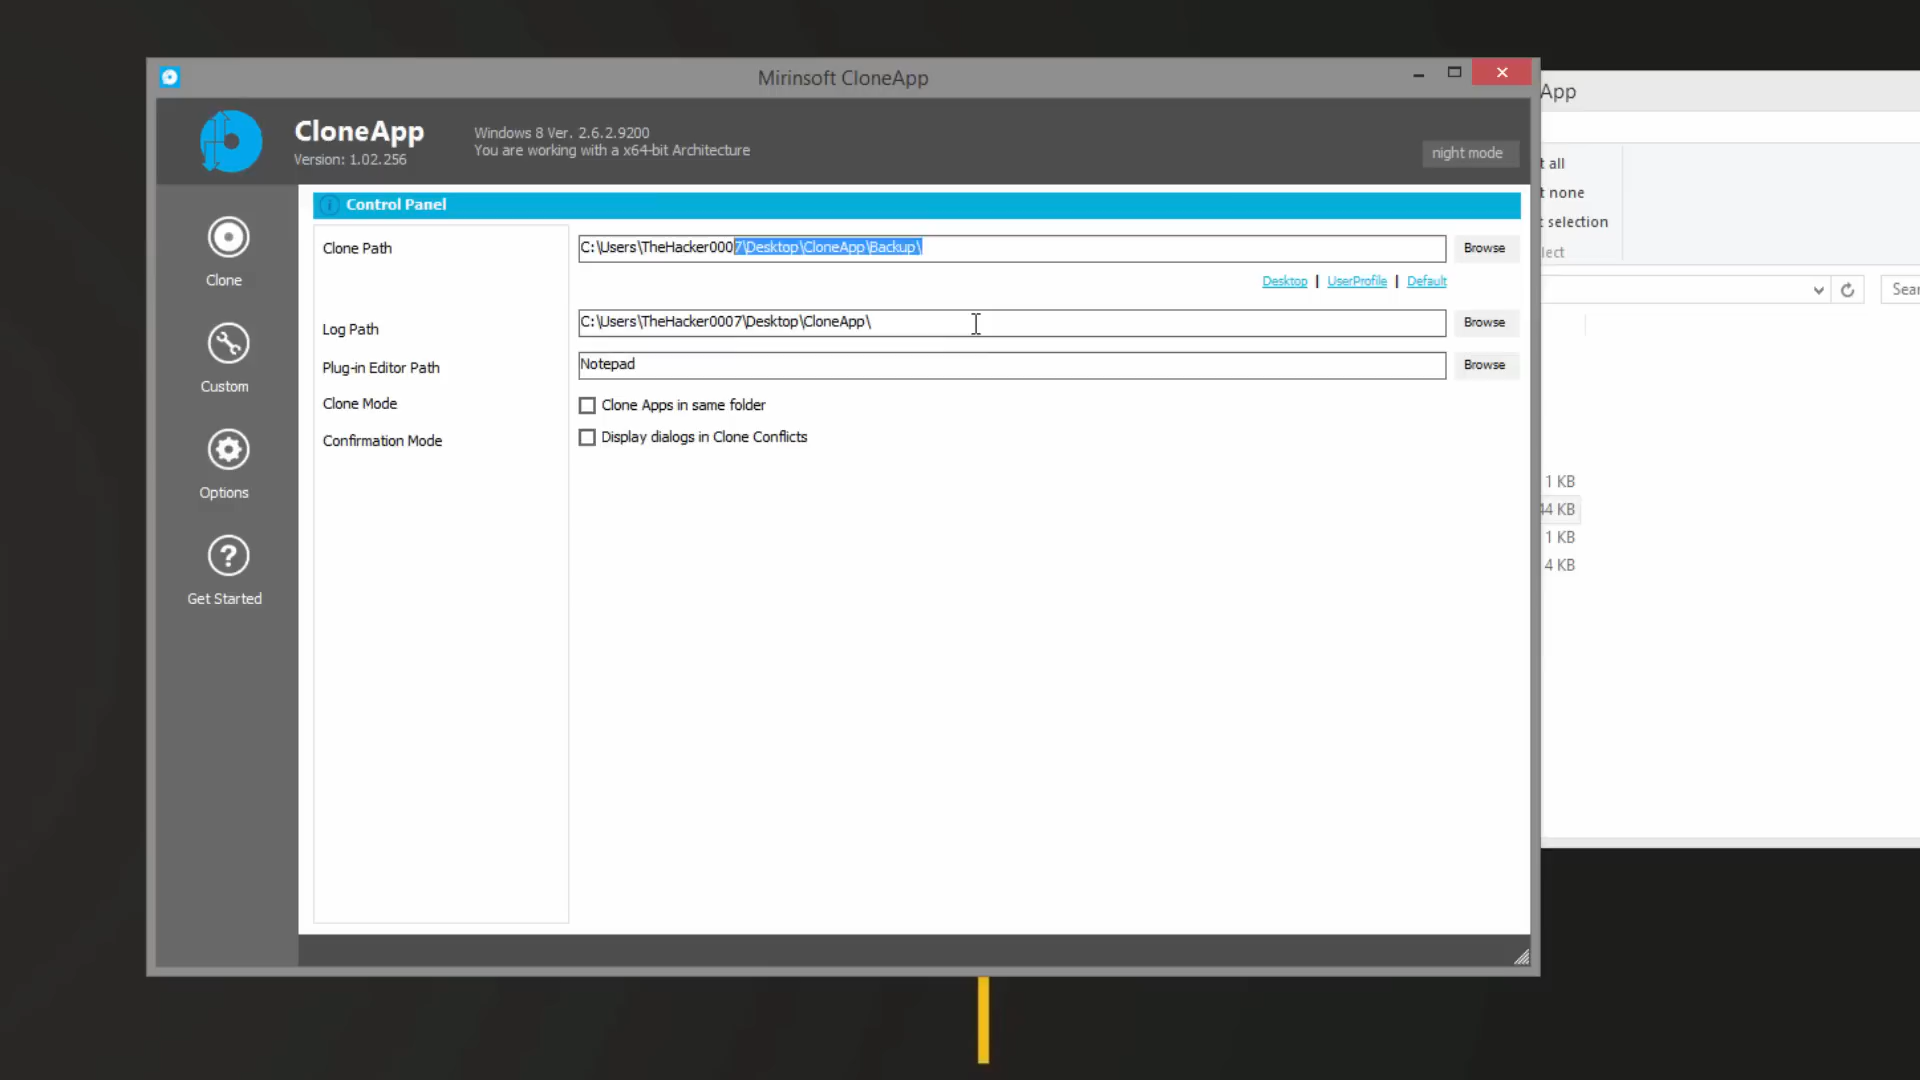 Mirinsoft CloneApp
App
CloneApp
Version: 1.02.256
Windows 8 Ver. 2.6.2.9200
You are working with a x64-bit Architecture
night mode
Clone
Custom
Options
Get Started
Control Panel
Clone Path
C:\Users\TheHacker0007\Desktop\CloneApp\Backup\
Browse
Desktop | UserProfile | Default
Log Path
C:\Users\TheHacker0007\Desktop\CloneApp\
Browse
Plug-in Editor Path
Notepad
Browse
Clone Mode
Clone Apps in same folder
Confirmation Mode
Display dialogs in Clone Conflicts
t all
t none
t selection
lect
Sear
1 KB
44 KB
1 KB
4 KB